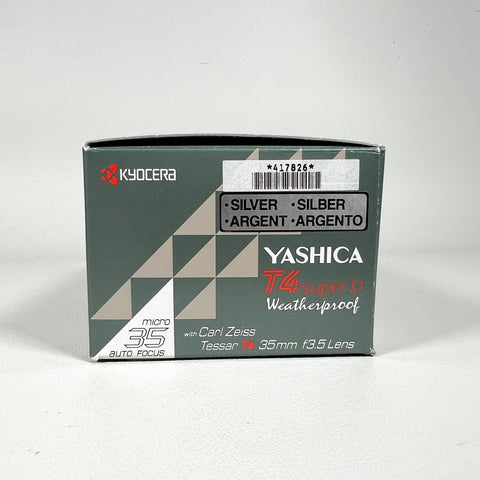 KYOCERA
*417826*
·SILVER ·SILBER
·ARGENT ·ARGENTO
YASHICA
T4 super D
Weatherproof
micro
35
AUTO FOCUS
with Carl Zeiss
Tessar T* 35mm f3.5 Lens